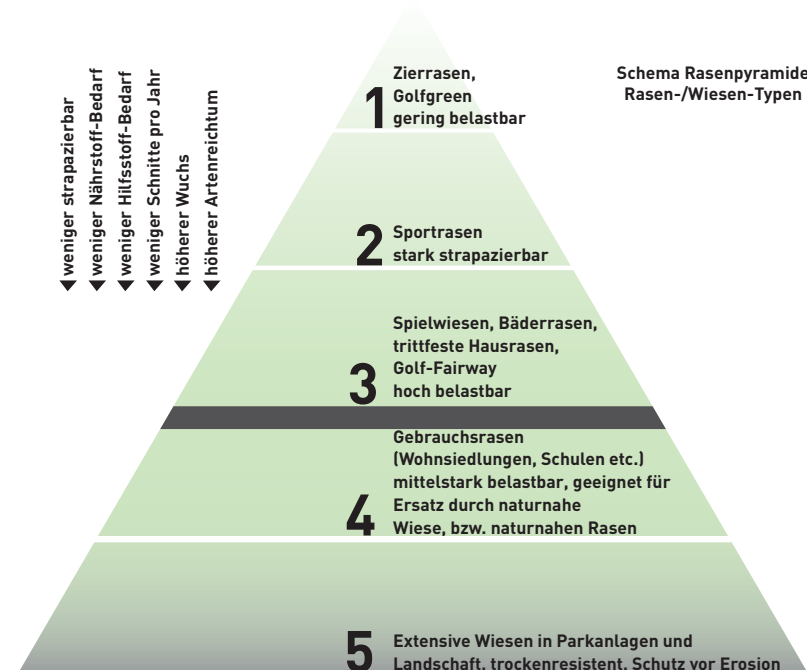 Schema Rasenpyramide
Rasen-/Wiesen-Typen
weniger strapazierbar
weniger Nährstoff-Bedarf
weniger Hilfsstoff-Bedarf
weniger Schnitte pro Jahr
höherer Wuchs
höherer Artenreichtum
1
Zierrasen,
Golfgreen
gering belastbar
2
Sportrasen
stark strapazierbar
3
Spielwiesen, Bäderrasen,
trittfeste Hausrasen,
Golf-Fairway
hoch belastbar
4
Gebrauchsrasen
(Wohnsiedlungen, Schulen etc.)
mittelstark belastbar, geeignet für
Ersatz durch naturnahe
Wiese, bzw. naturnahen Rasen
5
Extensive Wiesen in Parkanlagen und
Landschaft, trockenresistent, Schutz vor Erosion